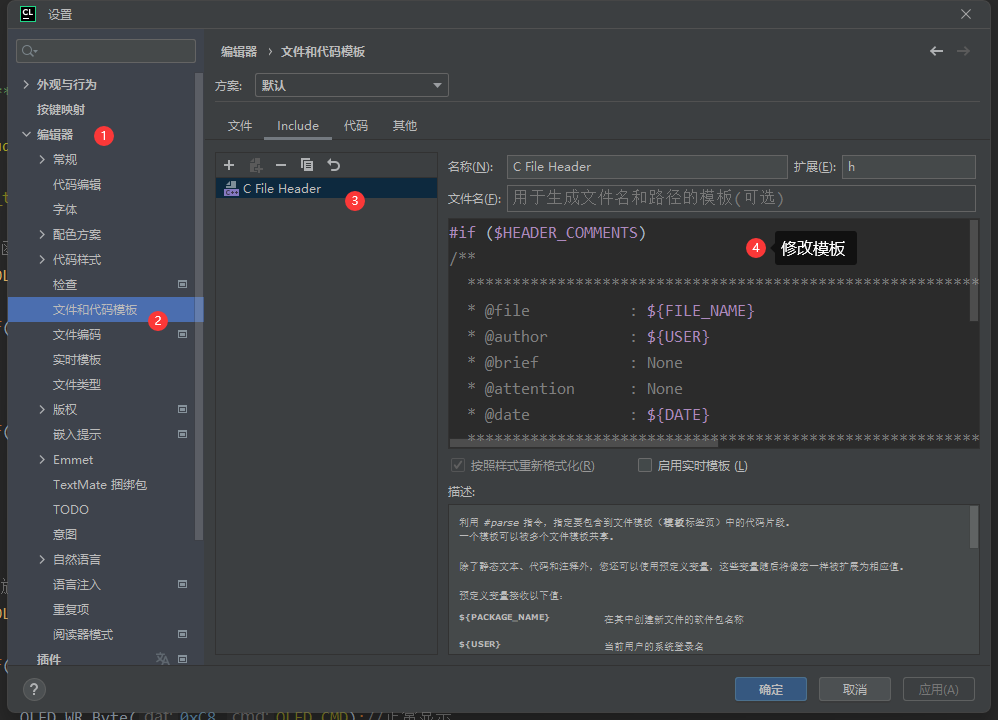 CL 设置
编辑器 › 文件和代码模板
方案: 默认
外观与行为
按键映射
编辑器 1
常规
代码编辑
字体
配色方案
代码样式
检查
文件和代码模板 2
文件编码
实时模板
文件类型
版权
嵌入提示
Emmet
TextMate 捆绑包
TODO
意图
自然语言
语言注入
重复项
阅读器模式
插件
文件 Include 代码 其他
C File Header
3
名称(N): C File Header 扩展(E): h
文件名(F): 用于生成文件名和路径的模板(可选)
#if ($HEADER_COMMENTS)
4 修改模板
/**
* @file : ${FILE_NAME}
* @author : ${USER}
* @brief : None
* @attention : None
* @date : ${DATE}
按照样式重新格式化(R) 启用实时模板 (L)
描述:
利用 #parse 指令，指定要包含到文件模板（模板标签页）中的代码片段。
一个模板可以被多个文件模板共享。
除了静态文本、代码和注释外，您还可以使用预定义变量，这些变量随后将像宏一样被扩展为相应值。
预定义变量接收以下值:
${PACKAGE_NAME} 在其中创建新文件的软件包名称
${USER} 当前用户的系统登录名
? 确定 取消 应用(A)
OLED_WR_Byte( dat: 0xC8, cmd: OLED_CMD);//正常显示